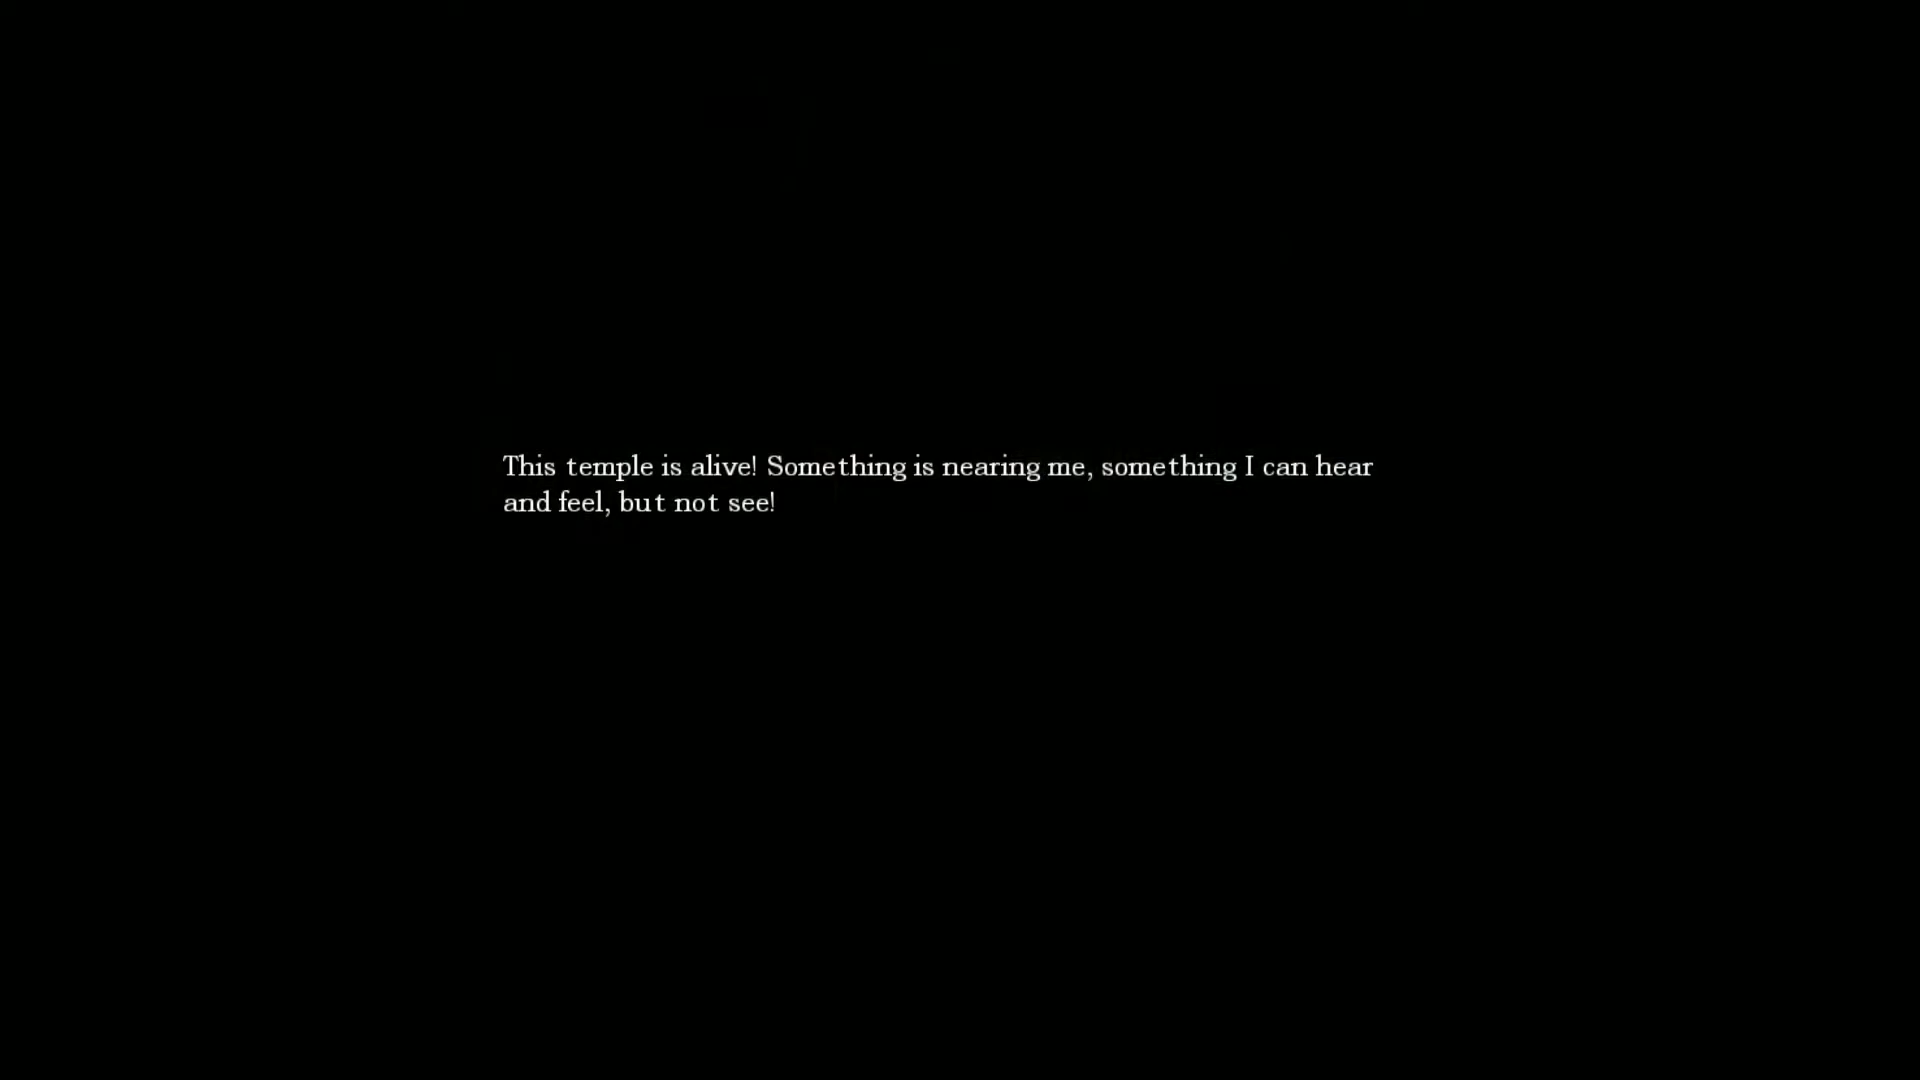 This temple is alive! Something is nearing me, something I can hear
and feel, but not see!